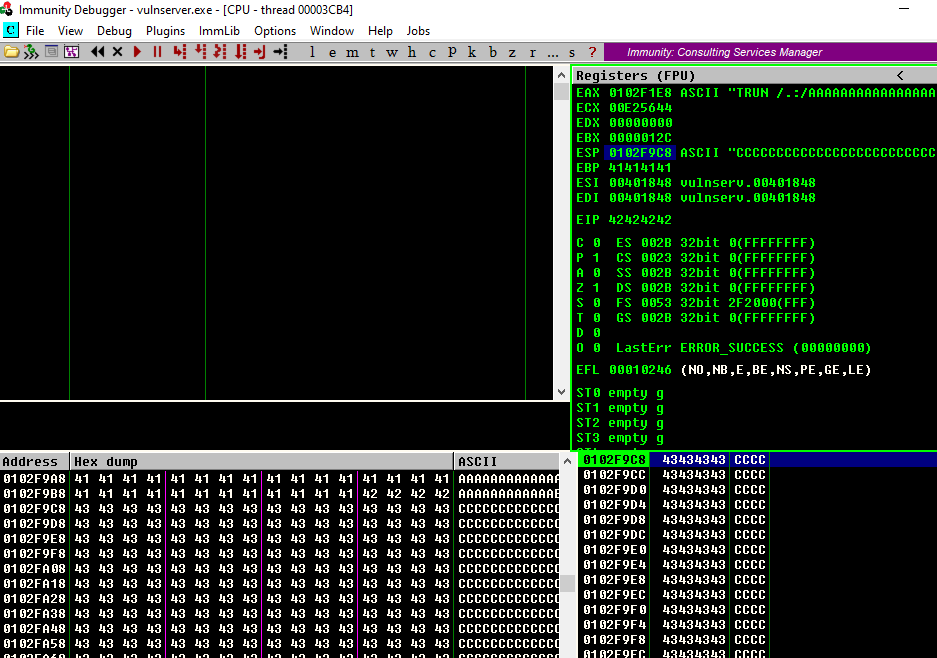 Immunity Debugger - vulnserver.exe - [CPU - thread 00003CB4]
C File View Debug Plugins ImmLib Options Window Help Jobs
l e m t w h c P k b z r ... s ? Immunity: Consulting Services Manager
Registers (FPU) <
EAX 0102F1E8 ASCII "TRUN /.:/AAAAAAAAAAAAAAAA
ECX 00E25644
EDX 00000000
EBX 0000012C
ESP 0102F9C8 ASCII "CCCCCCCCCCCCCCCCCCCCCCCCC
EBP 41414141
ESI 00401848 vulnserv.00401848
EDI 00401848 vulnserv.00401848
EIP 42424242
C 0 ES 002B 32bit 0(FFFFFFFF)
P 1 CS 0023 32bit 0(FFFFFFFF)
A 0 SS 002B 32bit 0(FFFFFFFF)
Z 1 DS 002B 32bit 0(FFFFFFFF)
S 0 FS 0053 32bit 2F2000(FFF)
T 0 GS 002B 32bit 0(FFFFFFFF)
D 0
O 0 LastErr ERROR_SUCCESS (00000000)
EFL 00010246 (NO,NB,E,BE,NS,PE,GE,LE)
ST0 empty g
ST1 empty g
ST2 empty g
ST3 empty g
Address Hex dump ASCII
0102F9A8 41 41 41 41 41 41 41 41 41 41 41 41 41 41 41 41 AAAAAAAAAAAAA
0102F9B8 41 41 41 41 41 41 41 41 41 41 41 41 42 42 42 42 AAAAAAAAAAAAB
0102F9C8 43 43 43 43 43 43 43 43 43 43 43 43 43 43 43 43 CCCCCCCCCCCCC
0102F9D8 43 43 43 43 43 43 43 43 43 43 43 43 43 43 43 43 CCCCCCCCCCCCC
0102F9E8 43 43 43 43 43 43 43 43 43 43 43 43 43 43 43 43 CCCCCCCCCCCCC
0102F9F8 43 43 43 43 43 43 43 43 43 43 43 43 43 43 43 43 CCCCCCCCCCCCC
0102FA08 43 43 43 43 43 43 43 43 43 43 43 43 43 43 43 43 CCCCCCCCCCCCC
0102FA18 43 43 43 43 43 43 43 43 43 43 43 43 43 43 43 43 CCCCCCCCCCCCC
0102FA28 43 43 43 43 43 43 43 43 43 43 43 43 43 43 43 43 CCCCCCCCCCCCC
0102FA38 43 43 43 43 43 43 43 43 43 43 43 43 43 43 43 43 CCCCCCCCCCCCC
0102FA48 43 43 43 43 43 43 43 43 43 43 43 43 43 43 43 43 CCCCCCCCCCCCC
0102FA58 43 43 43 43 43 43 43 43 43 43 43 43 43 43 43 43 CCCCCCCCCCCCC
0102F9C8 43434343 CCCC
0102F9CC 43434343 CCCC
0102F9D0 43434343 CCCC
0102F9D4 43434343 CCCC
0102F9D8 43434343 CCCC
0102F9DC 43434343 CCCC
0102F9E0 43434343 CCCC
0102F9E4 43434343 CCCC
0102F9E8 43434343 CCCC
0102F9EC 43434343 CCCC
0102F9F0 43434343 CCCC
0102F9F4 43434343 CCCC
0102F9F8 43434343 CCCC
0102F9FC 43434343 CCCC